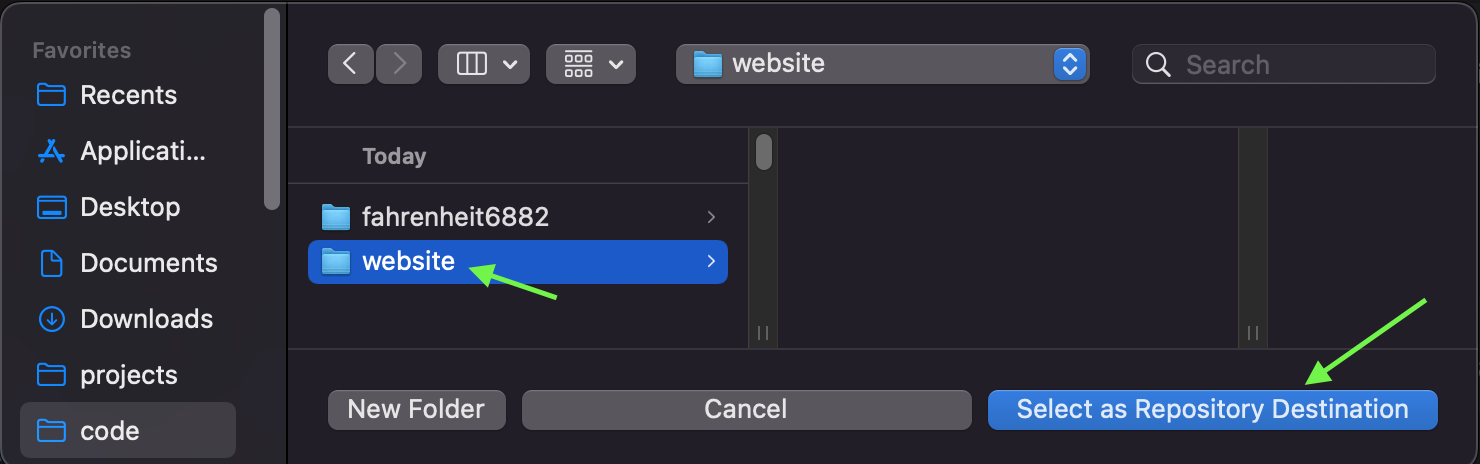 Favorites
Recents
Applicati...
Desktop
Documents
Downloads
projects
code
website
Search
Today
fahrenheit6882
website
New Folder
Cancel
Select as Repository Destination